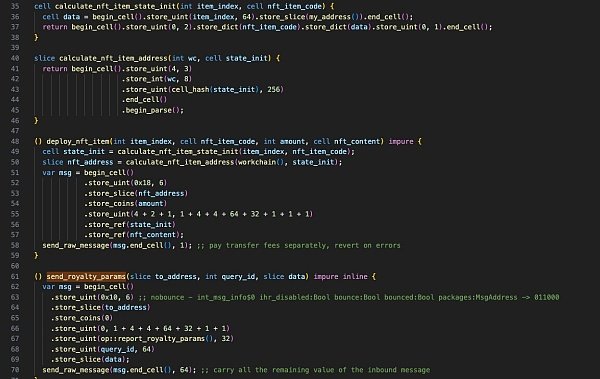 35 cell calculate_nft_item_state_init(int item_index, cell nft_item_code) {
36 cell data = begin_cell().store_uint(item_index, 64).store_slice(my_address()).end_cell();
37 return begin_cell().store_uint(0, 2).store_dict(nft_item_code).store_dict(data).store_uint(0, 1).end_cell();
38 }
39
40 slice calculate_nft_item_address(int wc, cell state_init) {
41 return begin_cell().store_uint(4, 3)
42 .store_int(wc, 8)
43 .store_uint(cell_hash(state_init), 256)
44 .end_cell()
45 .begin_parse();
46 }
47
48 () deploy_nft_item(int item_index, cell nft_item_code, int amount, cell nft_content) impure {
49 cell state_init = calculate_nft_item_state_init(item_index, nft_item_code);
50 slice nft_address = calculate_nft_item_address(workchain(), state_init);
51 var msg = begin_cell()
52 .store_uint(0x18, 6)
53 .store_slice(nft_address)
54 .store_coins(amount)
55 .store_uint(4 + 2 + 1, 1 + 4 + 4 + 64 + 32 + 1 + 1 + 1)
56 .store_ref(state_init)
57 .store_ref(nft_content);
58 send_raw_message(msg.end_cell(), 1); ;; pay transfer fees separately, revert on errors
59 }
60
61 () send_royalty_params(slice to_address, int query_id, slice data) impure inline {
62 var msg = begin_cell()
63 .store_uint(0x10, 6) ;; nobounce - int_msg_info$0 ihr_disabled:Bool bounce:Bool bounced:Bool packages:MsgAddress -> 011000
64 .store_slice(to_address)
65 .store_coins(0)
66 .store_uint(0, 1 + 4 + 4 + 64 + 32 + 1 + 1)
67 .store_uint(op::report_royalty_params(), 32)
68 .store_uint(query_id, 64)
69 .store_slice(data);
70 send_raw_message(msg.end_cell(), 64); ;; carry all the remaining value of the inbound message